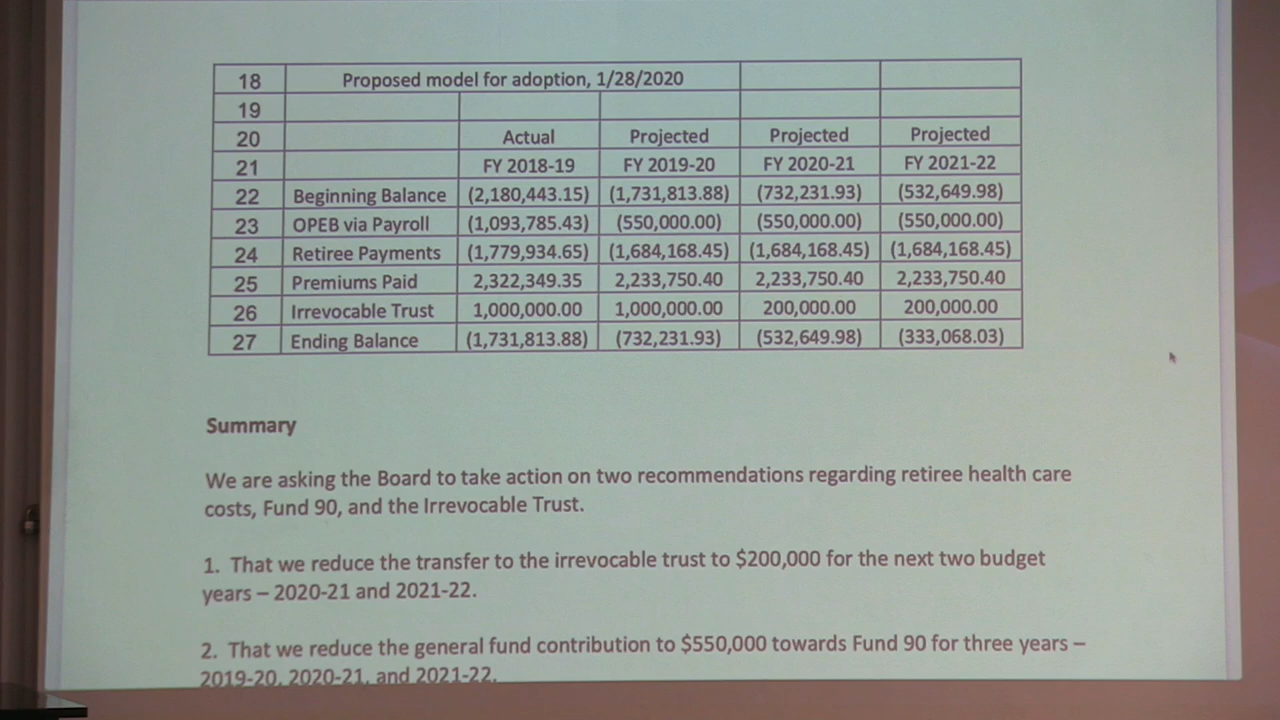 18 Proposed model for adoption, 1/28/2020
19
20 Actual Projected Projected Projected
21 FY 2018-19 FY 2019-20 FY 2020-21 FY 2021-22
22 Beginning Balance (2,180,443.15) (1,731,813.88) (732,231.93) (532,649.98)
23 OPEB via Payroll (1,093,785.43) (550,000.00) (550,000.00) (550,000.00)
24 Retiree Payments (1,779,934.65) (1,684,168.45) (1,684,168.45) (1,684,168.45)
25 Premiums Paid 2,322,349.35 2,233,750.40 2,233,750.40 2,233,750.40
26 Irrevocable Trust 1,000,000.00 1,000,000.00 200,000.00 200,000.00
27 Ending Balance (1,731,813.88) (732,231.93) (532,649.98) (333,068.03)
Summary
We are asking the Board to take action on two recommendations regarding retiree health care
costs, Fund 90, and the Irrevocable Trust.
1. That we reduce the transfer to the irrevocable trust to $200,000 for the next two budget
years – 2020-21 and 2021-22.
2. That we reduce the general fund contribution to $550,000 towards Fund 90 for three years –
2019-20, 2020-21, and 2021-22.